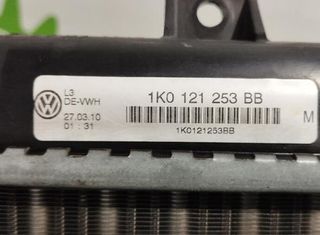 L3
DE-VWH
27.03.10
01:31
1K0 121 253 BB
1K0121253BB
M